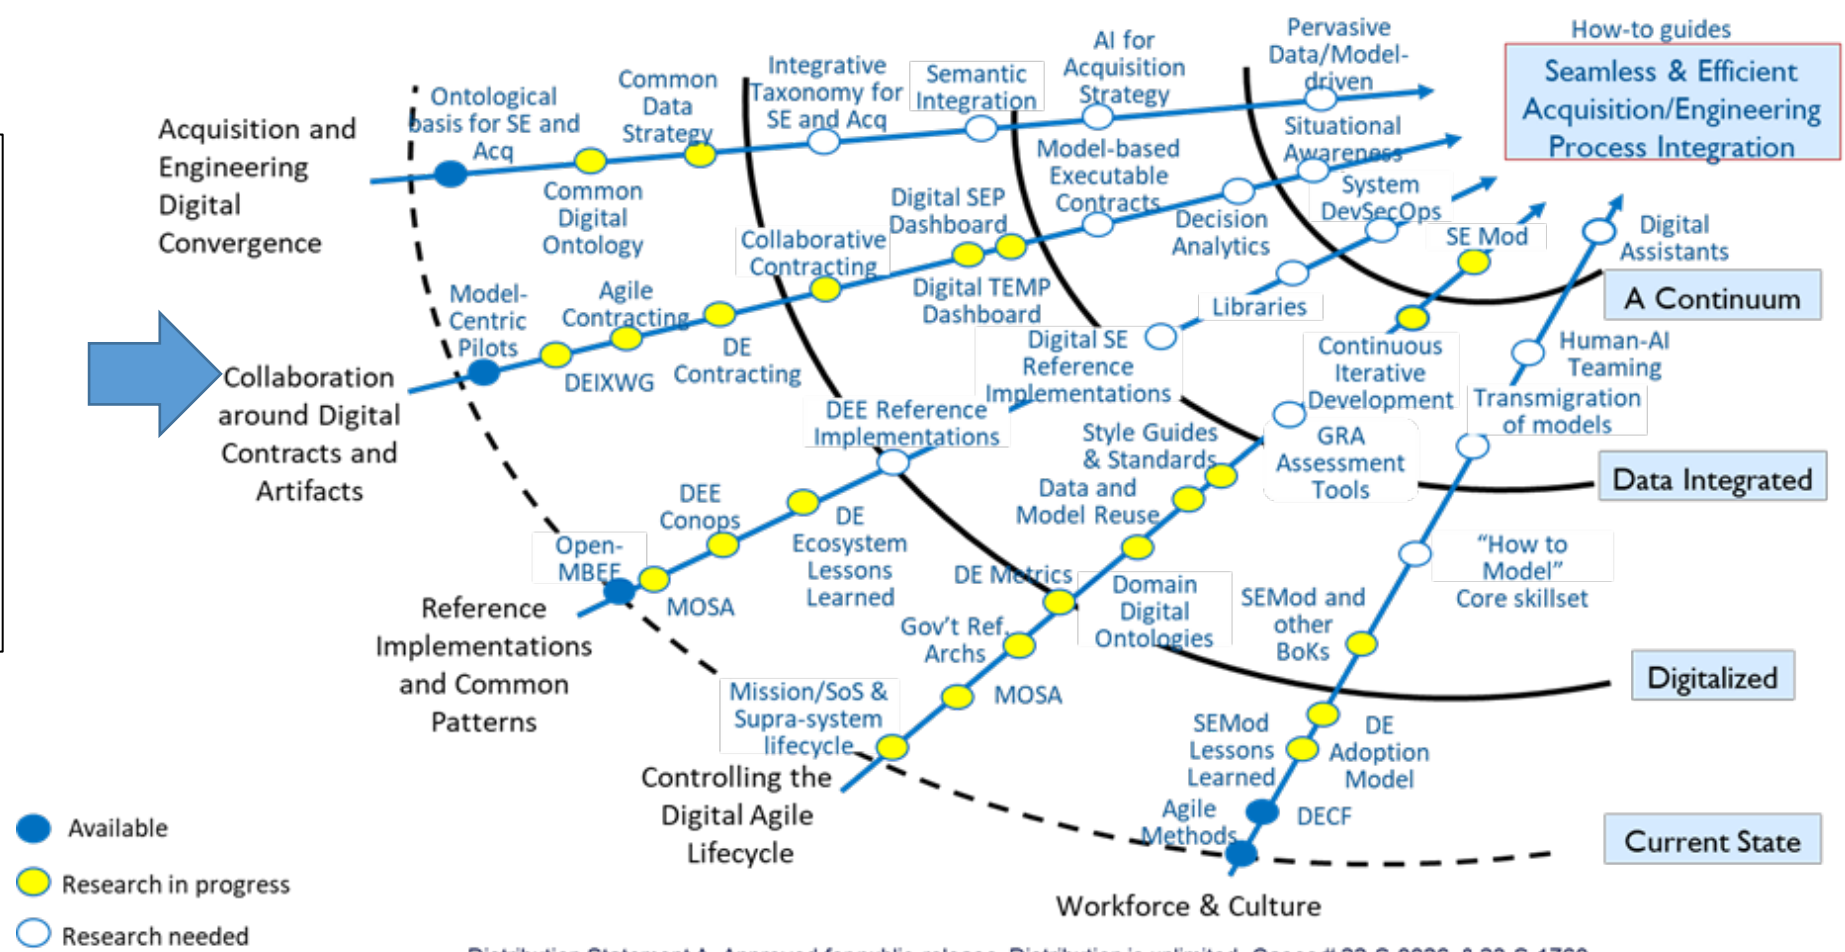 How-to guides
Seamless & Efficient
Acquisition/Engineering
Process Integration
Acquisition and
Engineering
Digital
Convergence
Ontological
basis for SE and
Acq
Common
Digital
Ontology
Common
Data
Strategy
Integrative
Taxonomy for
SE and Acq
Semantic
Integration
AI for
Acquisition
Strategy
Pervasive
Data/Model-
driven
Collaboration
around Digital
Contracts and
Artifacts
Model-
Centric
Pilots
DEIXWG
Agile
Contracting
DE
Contracting
Collaborative
Contracting
Digital SEP
Dashboard
Digital TEMP
Dashboard
Model-based
Executable
Contracts
Decision
Analytics
Situational
Awareness
Reference
Implementations
and Common
Patterns
Open-
MBEE
MOSA
DEE
Conops
DE
Ecosystem
Lessons
Learned
DEE Reference
Implementations
Digital SE
Reference
Implementations
Libraries
System
DevSecOps
Controlling the
Digital Agile
Lifecycle
Mission/SoS &
Supra-system
lifecycle
MOSA
Gov't Ref.
Archs
DE Metrics
Domain
Digital
Ontologies
Data and
Model Reuse
Style Guides
& Standards
GRA
Assessment
Tools
Continuous
Iterative
Development
SE Mod
Workforce & Culture
Agile
Methods
DECF
SEMod
Lessons
Learned
DE
Adoption
Model
SEMod and
other
BoKs
“How to
Model”
Core skillset
Transmigration
of models
Human-AI
Teaming
Digital
Assistants
A Continuum
Data Integrated
Digitalized
Current State
Available
Research in progress
Research needed